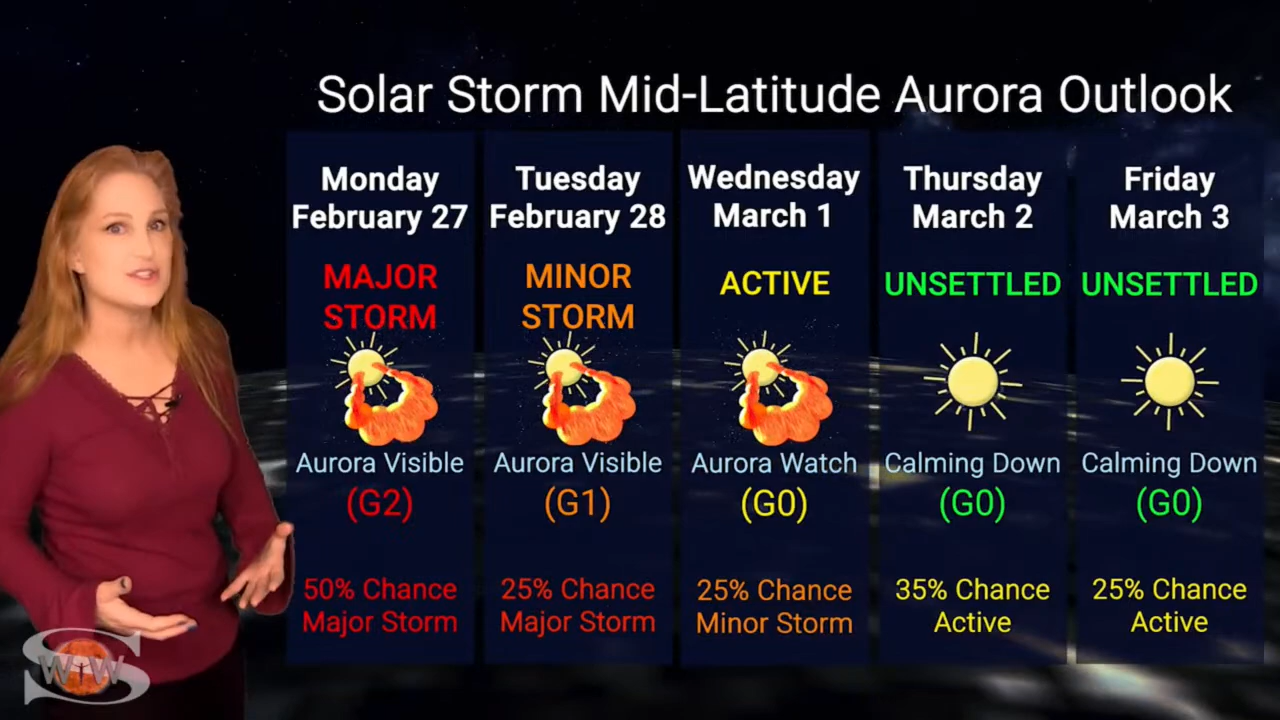 Solar Storm Mid-Latitude Aurora Outlook
Monday
February 27
MAJOR
STORM
Aurora Visible
(G2)
50% Chance
Major Storm
Tuesday
February 28
MINOR
STORM
Aurora Visible
(G1)
25% Chance
Major Storm
Wednesday
March 1
ACTIVE
Aurora Watch
(G0)
25% Chance
Minor Storm
Thursday
March 2
UNSETTLED
Calming Down
(G0)
35% Chance
Active
Friday
March 3
UNSETTLED
Calming Down
(G0)
25% Chance
Active
S
WTW